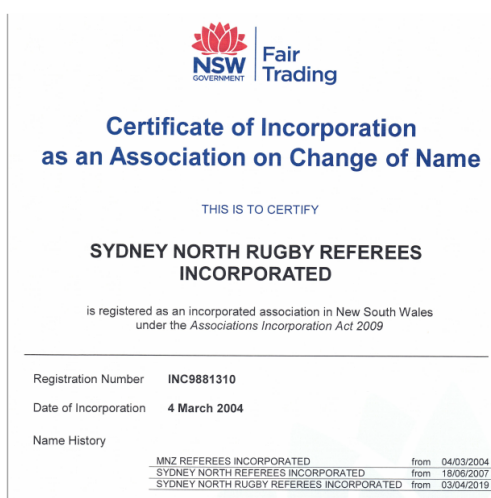 NSW
GOVERNMENT
Fair
Trading
Certificate of Incorporation
as an Association on Change of Name
THIS IS TO CERTIFY
SYDNEY NORTH RUGBY REFEREES
INCORPORATED
is registered as an incorporated association in New South Wales
under the Associations Incorporation Act 2009
Registration Number INC9881310
Date of Incorporation 4 March 2004
Name History
MNZ REFEREES INCORPORATED from 04/03/2004
SYDNEY NORTH REFEREES INCORPORATED from 18/06/2007
SYDNEY NORTH RUGBY REFEREES INCORPORATED from 03/04/2019